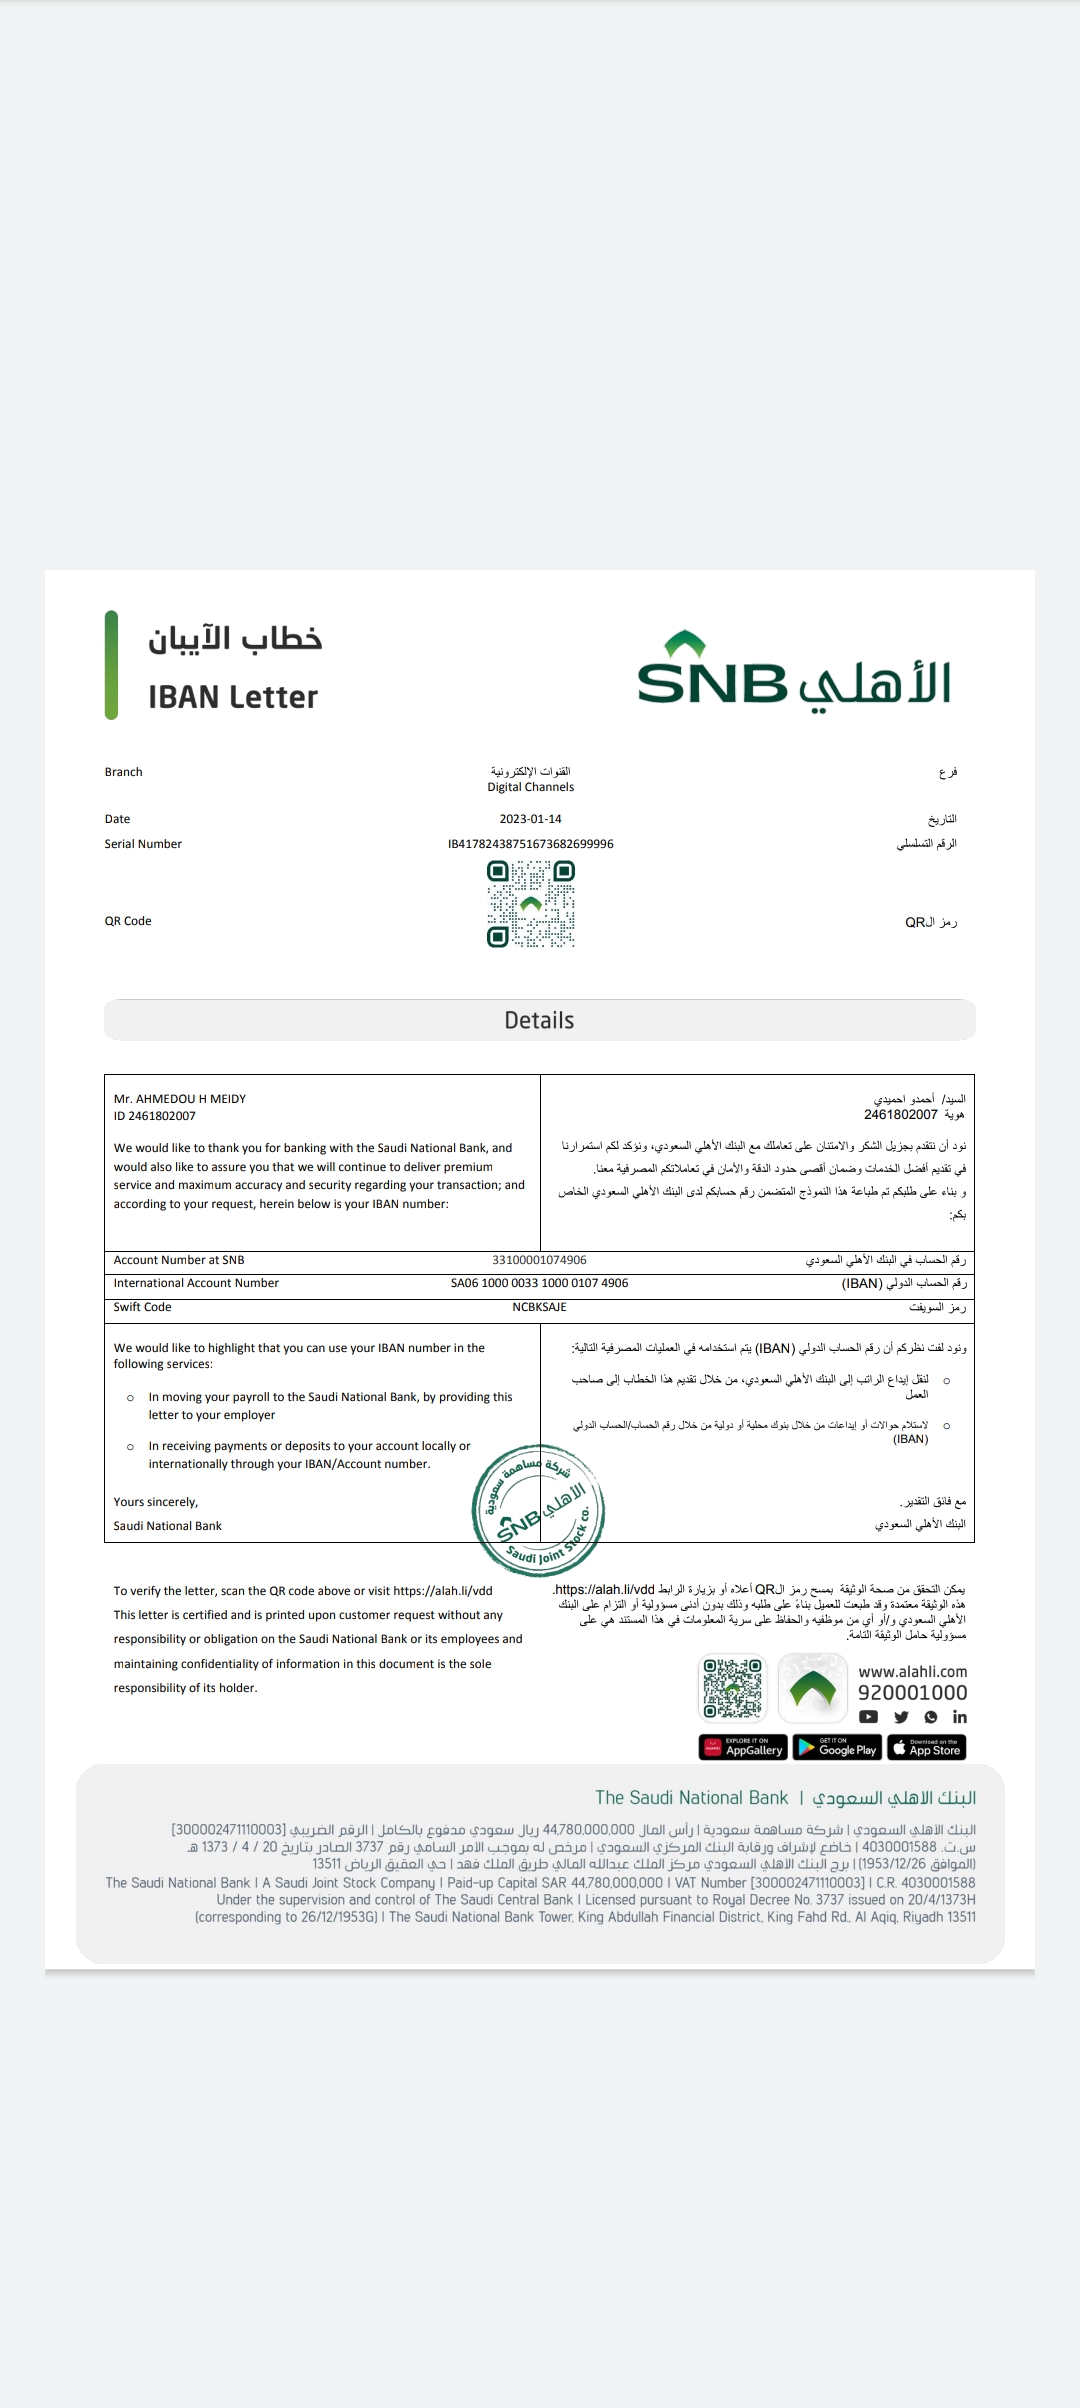 خطاب الآيبان
IBAN Letter
SNB الأهلي
Branch
القنوات الإلكترونية
Digital Channels
فرع
Date 2023-01-14 التاريخ
Serial Number IB41782438751673682699996 الرقم التسلسلي
QR Code رمز الQR
Details
Mr. AHMEDOU H MEIDY
ID 2461802007
We would like to thank you for banking with the Saudi National Bank, and
would also like to assure you that we will continue to deliver premium
service and maximum accuracy and security regarding your transaction; and
according to your request, herein below is your IBAN number:
السيد/ أحمدو احميدي
هوية 2461802007
نود أن نتقدم بجزيل الشكر والامتنان على تعاملك مع البنك الأهلي السعودي، ونؤكد لكم استمرارنا
في تقديم أفضل الخدمات وضمان أقصى حدود الدقة والأمان في تعاملاتكم المصرفية معنا.
و بناء على طلبكم تم طباعة هذا النموذج المتضمن رقم حسابكم لدى البنك الأهلي السعودي الخاص
بكم:
Account Number at SNB 33100001074906 رقم الحساب في البنك الأهلي السعودي
International Account Number SA06 1000 0033 1000 0107 4906 رقم الحساب الدولي (IBAN)
Swift Code NCBKSAJE رمز السويفت
We would like to highlight that you can use your IBAN number in the
following services:
o In moving your payroll to the Saudi National Bank, by providing this
letter to your employer
o In receiving payments or deposits to your account locally or
internationally through your IBAN/Account number.
Yours sincerely,
Saudi National Bank
ونود لفت نظركم أن رقم الحساب الدولي (IBAN) يتم استخدامه في العمليات المصرفية التالية:
o لنقل إيداع الراتب إلى البنك الأهلي السعودي، من خلال تقديم هذا الخطاب إلى صاحب
العمل
o لاستلام حوالات أو إيداعات من خلال بنوك محلية أو دولية من خلال رقم الحساب/الحساب الدولي
(IBAN)
مع فائق التقدير.
البنك الأهلي السعودي
شركة مساهمة سعودية
SNB الأهلي
Saudi Joint Stock co.
To verify the letter, scan the QR code above or visit https://alah.li/vdd
This letter is certified and is printed upon customer request without any
responsibility or obligation on the Saudi National Bank or its employees and
maintaining confidentiality of information in this document is the sole
responsibility of its holder.
يمكن التحقق من صحة الوثيقة بمسح رمز الQR أعلاه أو بزيارة الرابط https://alah.li/vdd.
هذه الوثيقة معتمدة وقد طبعت للعميل بناءً على طلبه وذلك بدون أدنى مسؤولية أو التزام على البنك
الأهلي السعودي و/أو أي من موظفيه والحفاظ على سرية المعلومات في هذا المستند هي على
مسؤولية حامل الوثيقة التامة.
www.alahli.com
920001000
EXPLORE IT ON AppGallery
GET IT ON Google Play
Download on the App Store
The Saudi National Bank | البنك الأهلي السعودي
البنك الأهلي السعودي | شركة مساهمة سعودية | رأس المال 44,780,000,000 ريال سعودي مدفوع بالكامل | الرقم الضريبي [300002471110003]
س.ت. 4030001588 | خاضع لإشراف ورقابة البنك المركزي السعودي | مرخص له بموجب الأمر السامي رقم 3737 الصادر بتاريخ 20 / 4 / 1373 هـ
(الموافق 1953/12/26) | برج البنك الأهلي السعودي مركز الملك عبدالله المالي طريق الملك فهد | حي العقيق الرياض 13511
The Saudi National Bank | A Saudi Joint Stock Company | Paid-up Capital SAR 44,780,000,000 | VAT Number [300002471110003] | C.R. 4030001588
Under the supervision and control of The Saudi Central Bank | Licensed pursuant to Royal Decree No. 3737 issued on 20/4/1373H
(corresponding to 26/12/1953G) | The Saudi National Bank Tower, King Abdullah Financial District, King Fahd Rd., Al Aqiq, Riyadh 13511